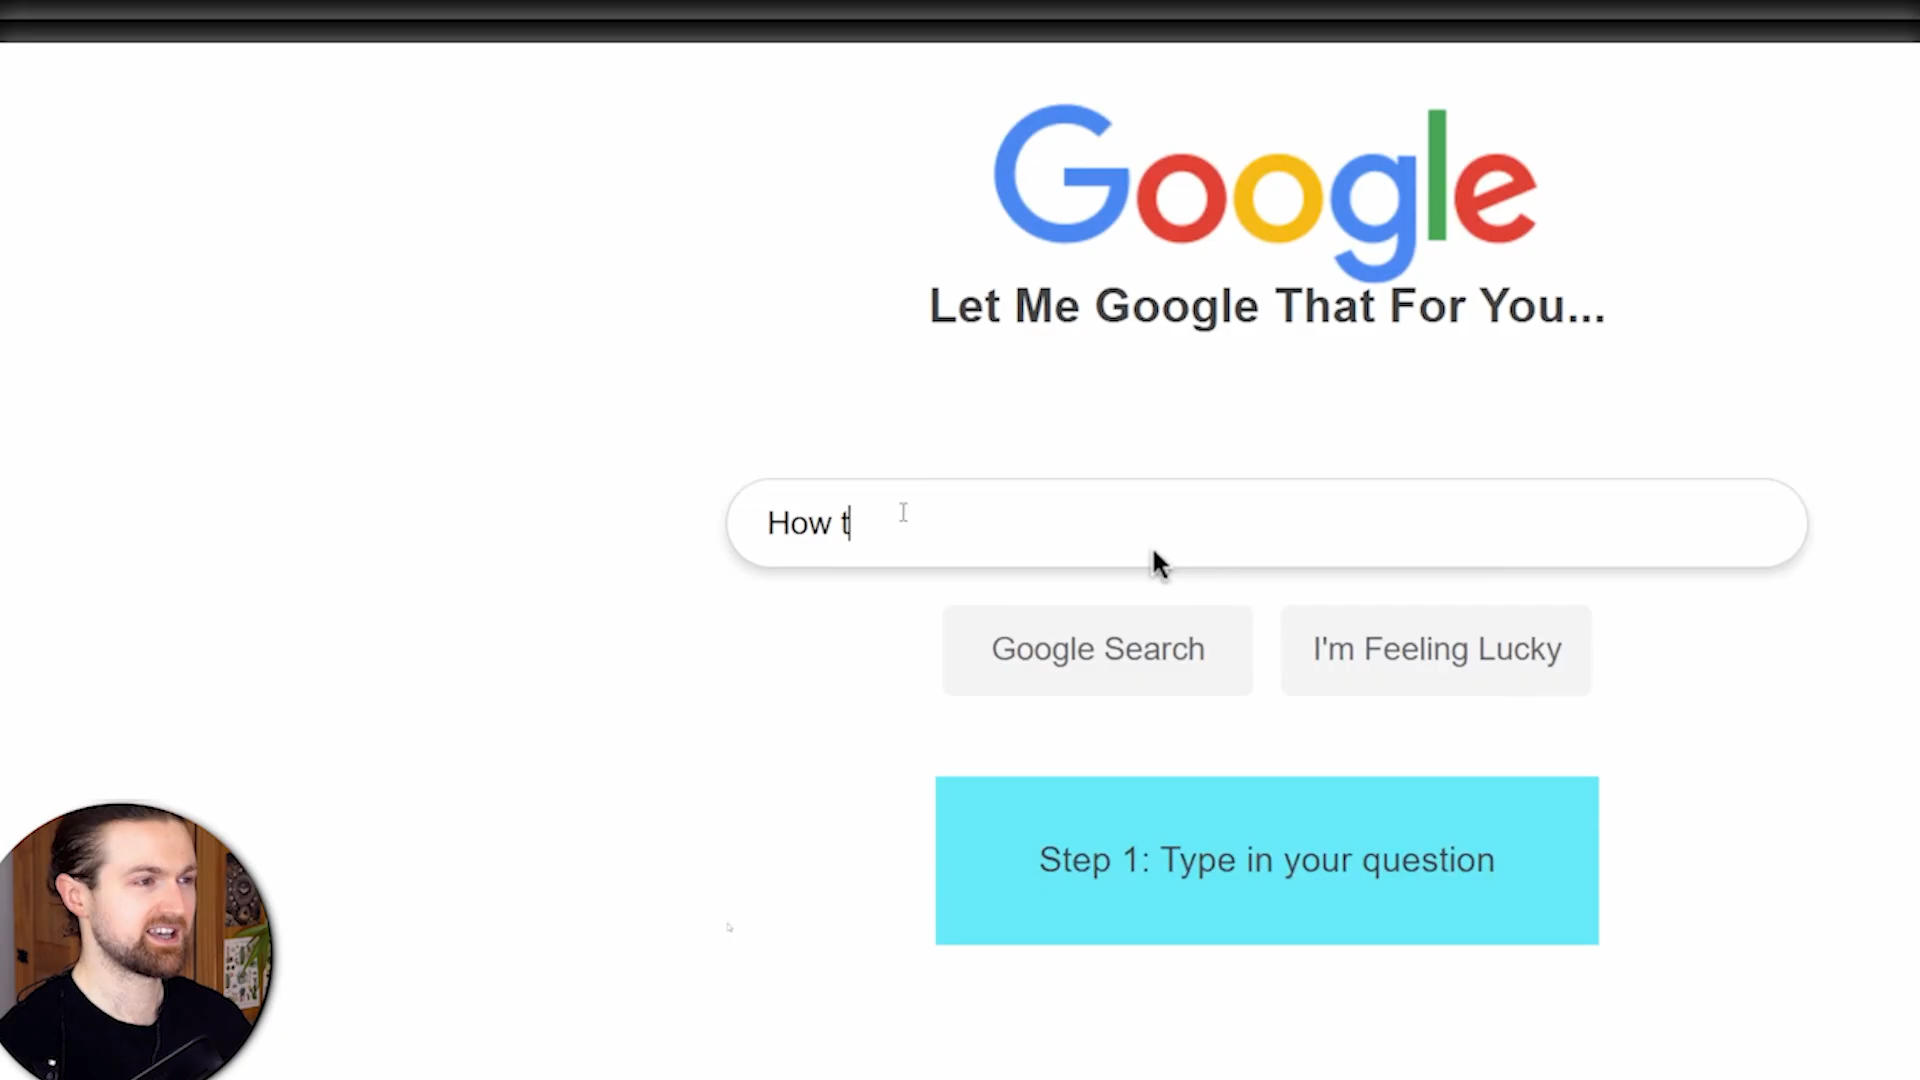 Google
Let Me Google That For You...
How t
Google Search
I'm Feeling Lucky
Step 1: Type in your question